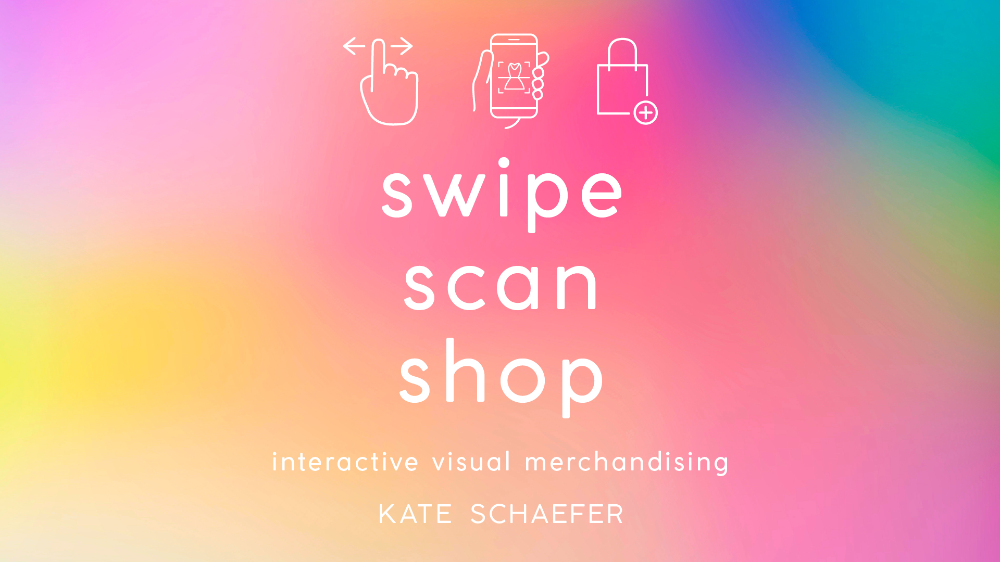 swipe
scan
shop
interactive visual merchandising
KATE SCHAEFER